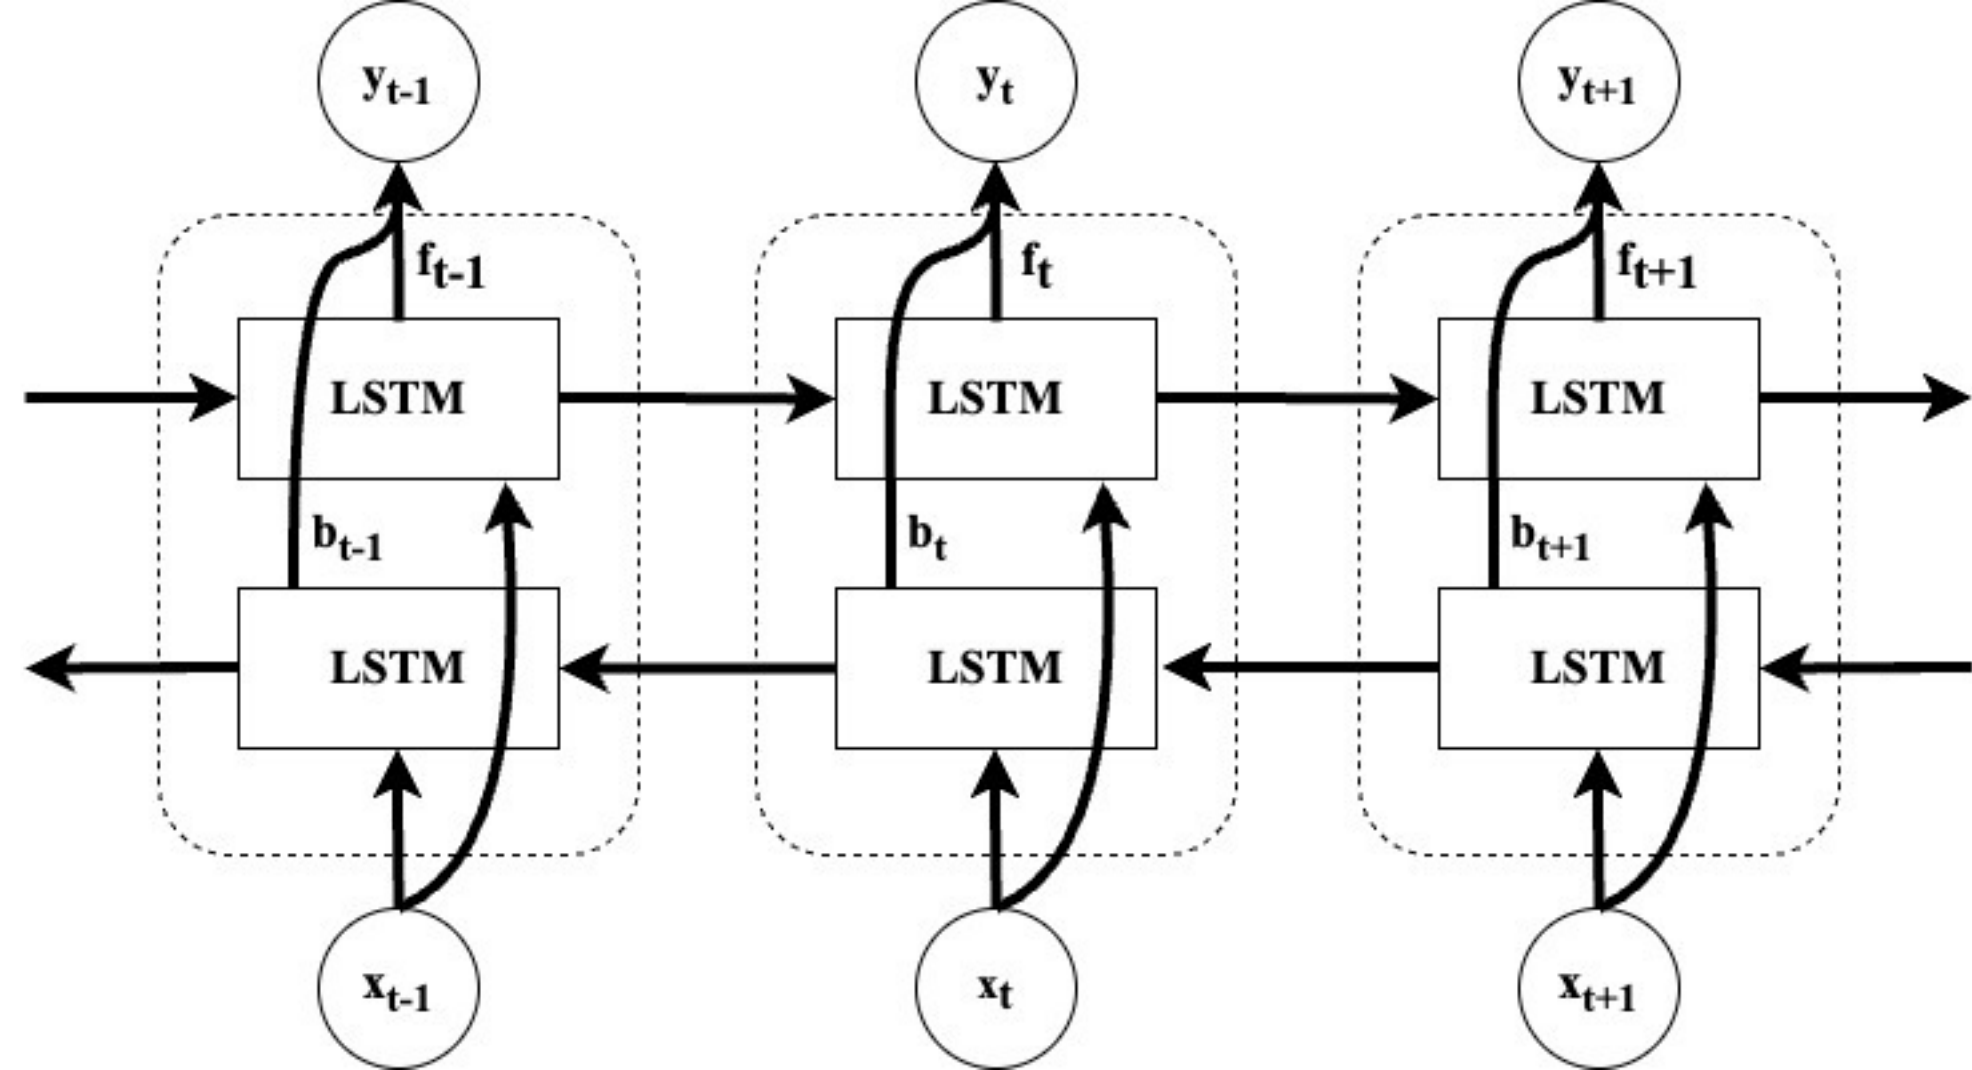 yt-1 yt yt+1
ft-1 ft ft+1
LSTM LSTM LSTM
bt-1 bt bt+1
LSTM LSTM LSTM
xt-1 xt xt+1